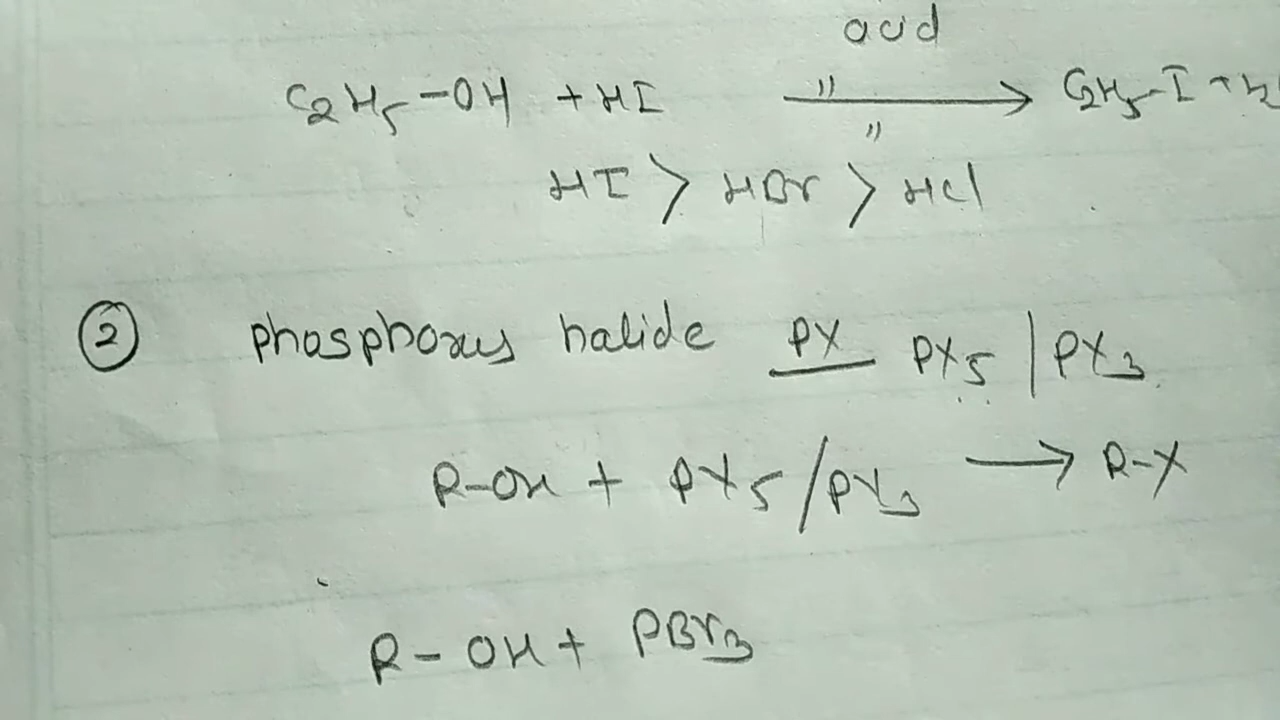 acid
C2H5-OH + HI " ⟶ " C2H5-I + H2
HI > HBr > HCl
② phosphorus halide PX PX5 | PX3
R-OH + PX5/PX3 ⟶ R-X
R-OH + PBr3